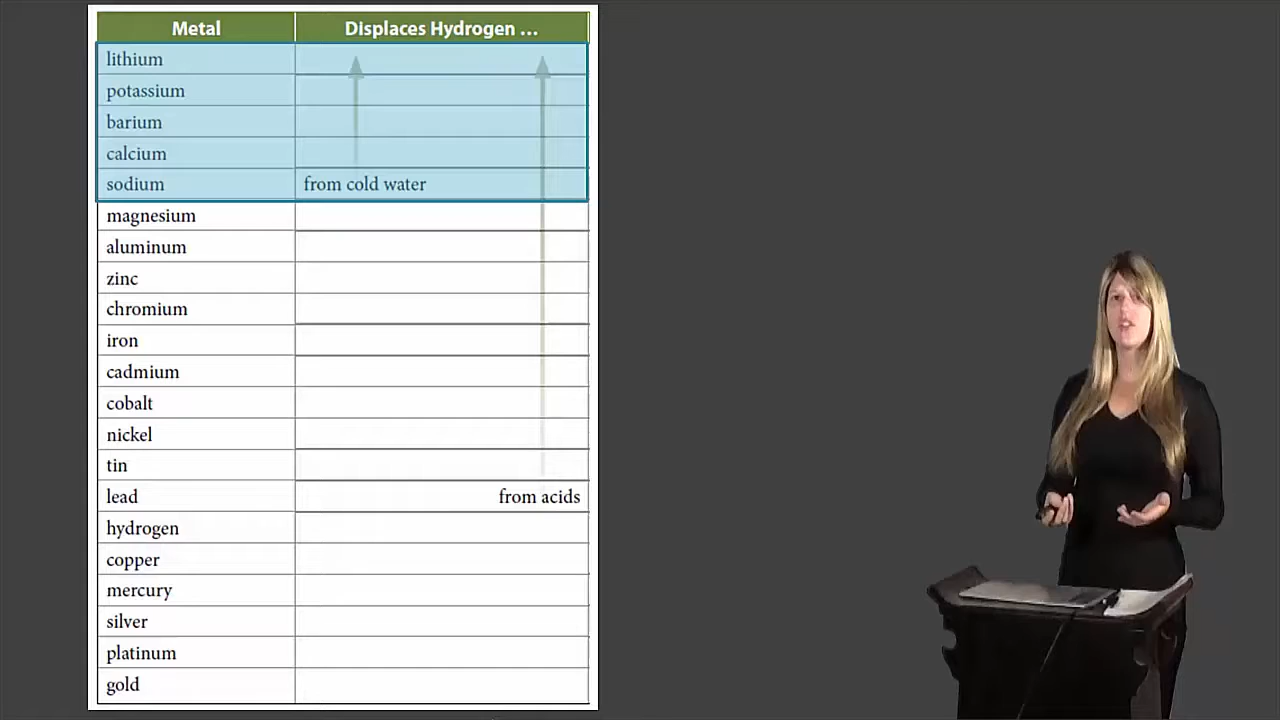 Metal Displaces Hydrogen …
lithium
potassium
barium
calcium
sodium from cold water
magnesium
aluminum
zinc
chromium
iron
cadmium
cobalt
nickel
tin
lead from acids
hydrogen
copper
mercury
silver
platinum
gold